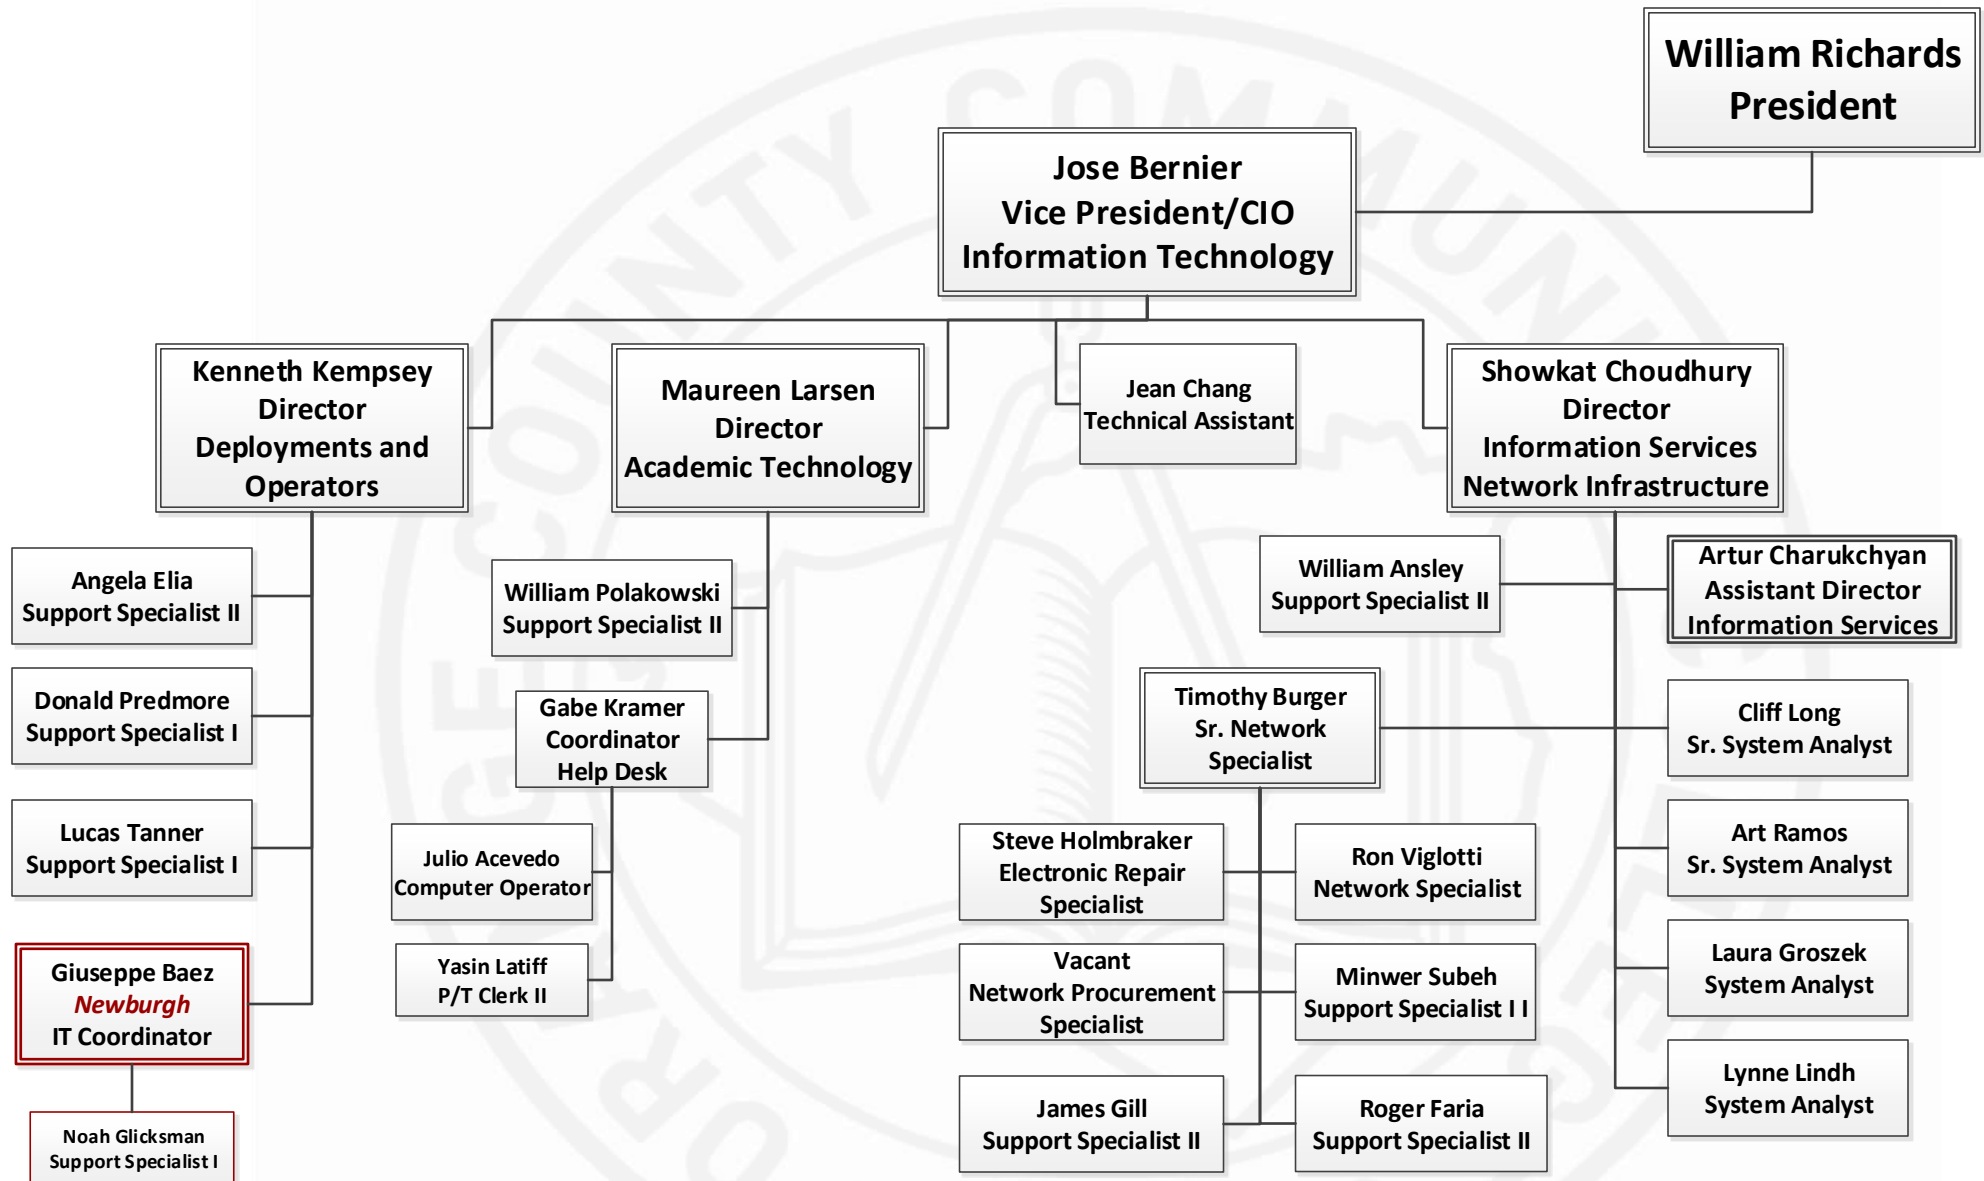 William Richards
President
Jose Bernier
Vice President/CIO
Information Technology
Kenneth Kempsey
Director
Deployments and
Operators
Maureen Larsen
Director
Academic Technology
Jean Chang
Technical Assistant
Showkat Choudhury
Director
Information Services
Network Infrastructure
Angela Elia
Support Specialist II
Donald Predmore
Support Specialist I
Lucas Tanner
Support Specialist I
Giuseppe Baez
Newburgh
IT Coordinator
Noah Glicksman
Support Specialist I
William Polakowski
Support Specialist II
Gabe Kramer
Coordinator
Help Desk
Julio Acevedo
Computer Operator
Yasin Latiff
P/T Clerk II
William Ansley
Support Specialist II
Artur Charukchyan
Assistant Director
Information Services
Timothy Burger
Sr. Network
Specialist
Steve Holmbraker
Electronic Repair
Specialist
Ron Viglotti
Network Specialist
Vacant
Network Procurement
Specialist
Minwer Subeh
Support Specialist I I
James Gill
Support Specialist II
Roger Faria
Support Specialist II
Cliff Long
Sr. System Analyst
Art Ramos
Sr. System Analyst
Laura Groszek
System Analyst
Lynne Lindh
System Analyst